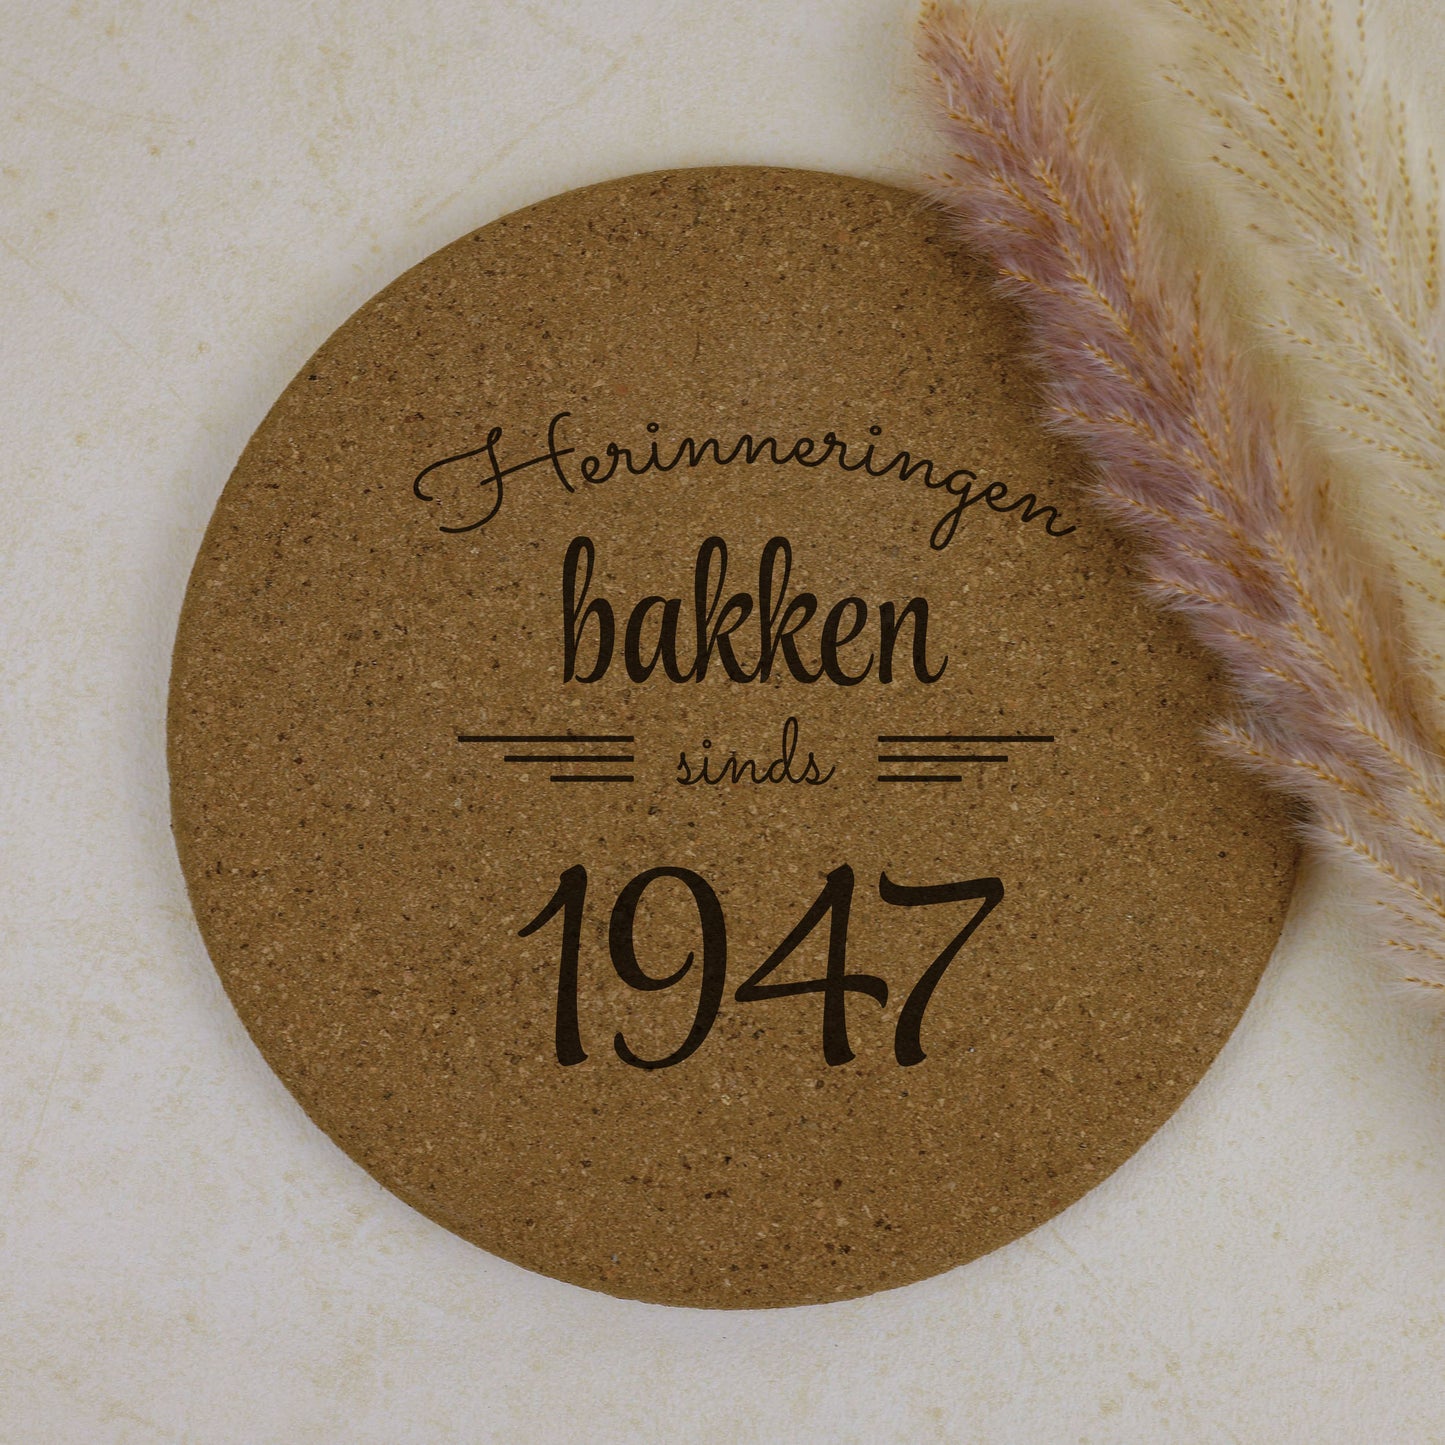 Herinneringen
bakken
sinds
1947